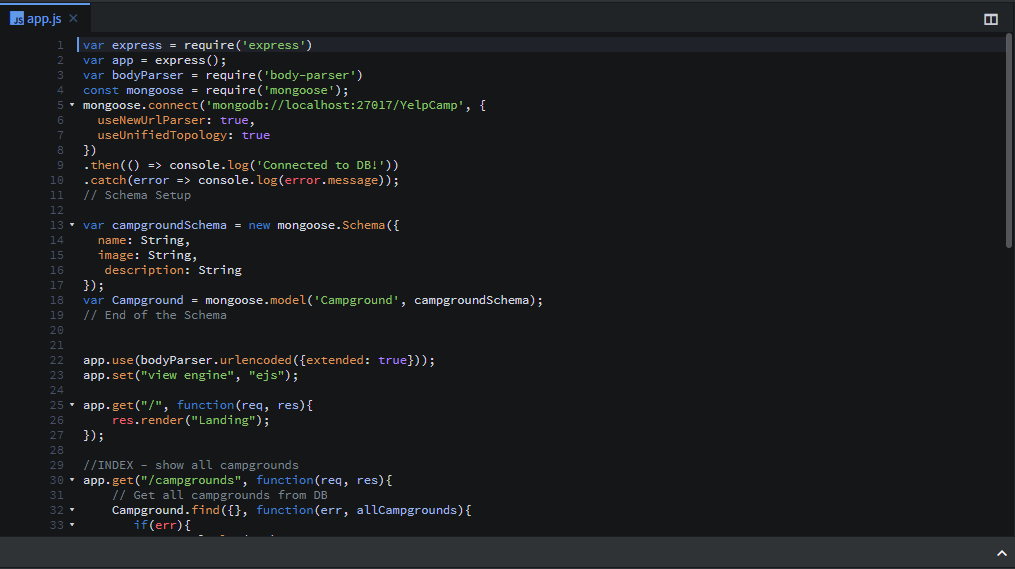 JS app.js ×
1 var express = require('express')
2 var app = express();
3 var bodyParser = require('body-parser')
4 const mongoose = require('mongoose');
5 mongoose.connect('mongodb://localhost:27017/YelpCamp', {
6   useNewUrlParser: true,
7   useUnifiedTopology: true
8 })
9 .then(() => console.log('Connected to DB!'))
10 .catch(error => console.log(error.message));
11 // Schema Setup
12
13 var campgroundSchema = new mongoose.Schema({
14   name: String,
15   image: String,
16    description: String
17 });
18 var Campground = mongoose.model('Campground', campgroundSchema);
19 // End of the Schema
20
21
22 app.use(bodyParser.urlencoded({extended: true}));
23 app.set("view engine", "ejs");
24
25 app.get("/", function(req, res){
26     res.render("Landing");
27 });
28
29 //INDEX - show all campgrounds
30 app.get("/campgrounds", function(req, res){
31     // Get all campgrounds from DB
32     Campground.find({}, function(err, allCampgrounds){
33        if(err){